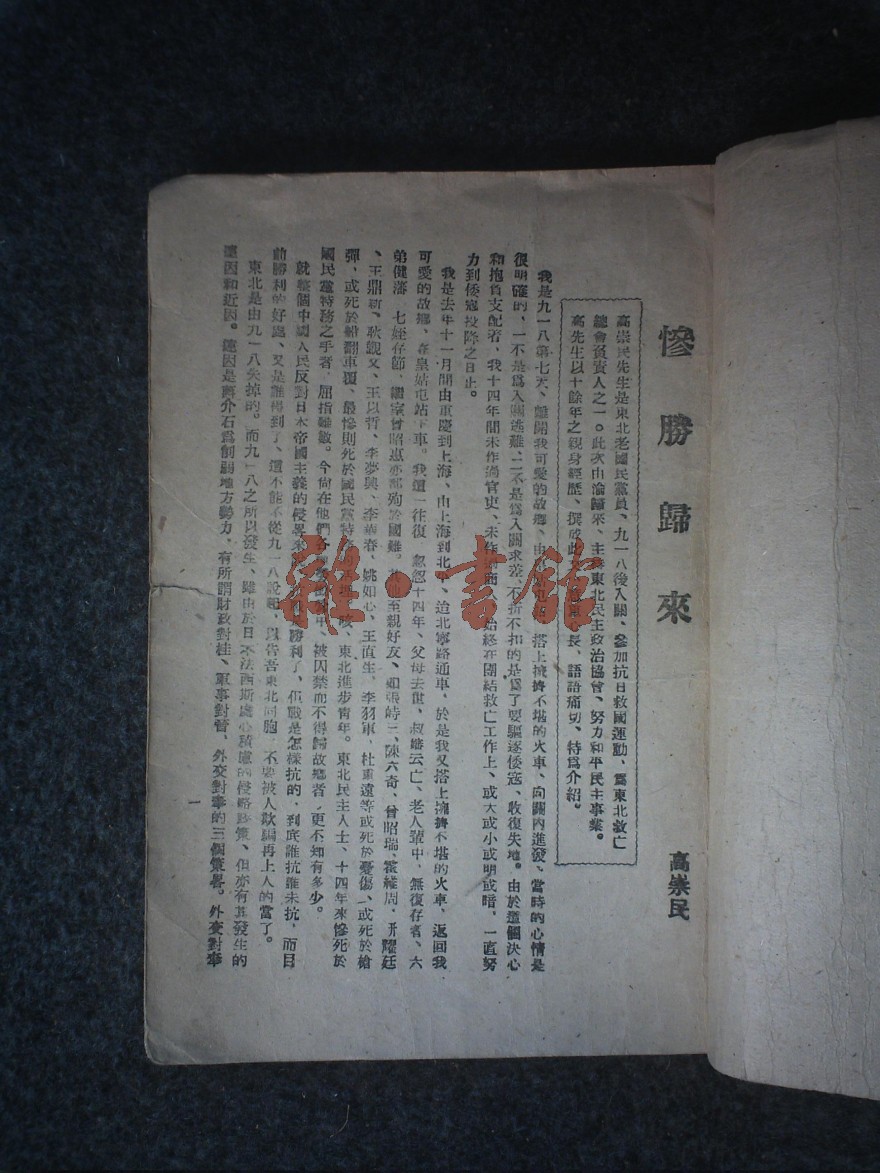 慘勝歸來
高崇民
高崇民先生是東北老國民黨員、九一八後入關、參加抗日救國運動、爲東北救亡
總會負責人之一。此次由渝歸來、主持東北民主政治協會、努力和平民主事業。
高先生以十餘年之親身經歷、撰成此長、語語痛切、特爲介紹。
我是九一八第七天、離開我可愛的故鄉、由搭上擁擠不堪的火車、向關內進發、當時的心情是
很明確的、一不是爲入關逃難、二不是爲入關求差、不折不扣的是爲了要驅逐倭寇、收復失地。由於這個決心
和抱負支配者、我十四年間未作過官吏、未作始終在團結救亡工作上、或大或小或明或暗、一直努
力到倭寇投降之日止。
我是去年十一月間由重慶到上海、由上海到北平、迨北寧路通車、於是我又搭上擁擠不堪的火車、返回我
可愛的故鄉、在皇姑屯站下車。我這一往復、忽忽十四年、父母去世、叔嬸云亡、老人輩中、無復存者、六
弟健藩、七姪存節、曾昭亦都殉於國難。其他至親好友、如張三、陳六奇、曾昭瑞、霍維周、耀廷
、王鼎新、耿觀文、王以哲、李夢興、李春、姚如心、王直生、李羽軍、杜重遠等或死於憂傷、或死於槍
彈、或死於船翻車覆、最慘則死於國民黨特務、東北進步青年。東北民主人士、十四年來慘死於
國民黨特務之手者、屈指難數。今尙在他們各被囚禁而不得歸故鄉者、更不知有多少。
就整個中國人民反對日本帝國主義的侵畧來勝利了、但戰是怎樣抗的、到底誰抗誰未抗、而目
前勝利的好處、又是誰得到了、這不能不從九一八說起、以告吾東北同胞、不要被人欺騙再上人的當了。
東北是由九一八失掉的。而九一八之所以發生、雖由於日本法西斯處心積慮的侵略政策、但亦有其發生的
遠因和近因。遠因是蔣介石爲削弱地方勢力、有所謂財政對桂、軍事對晉、外交對奉的三個策畧。外交對奉
一
雜·書館